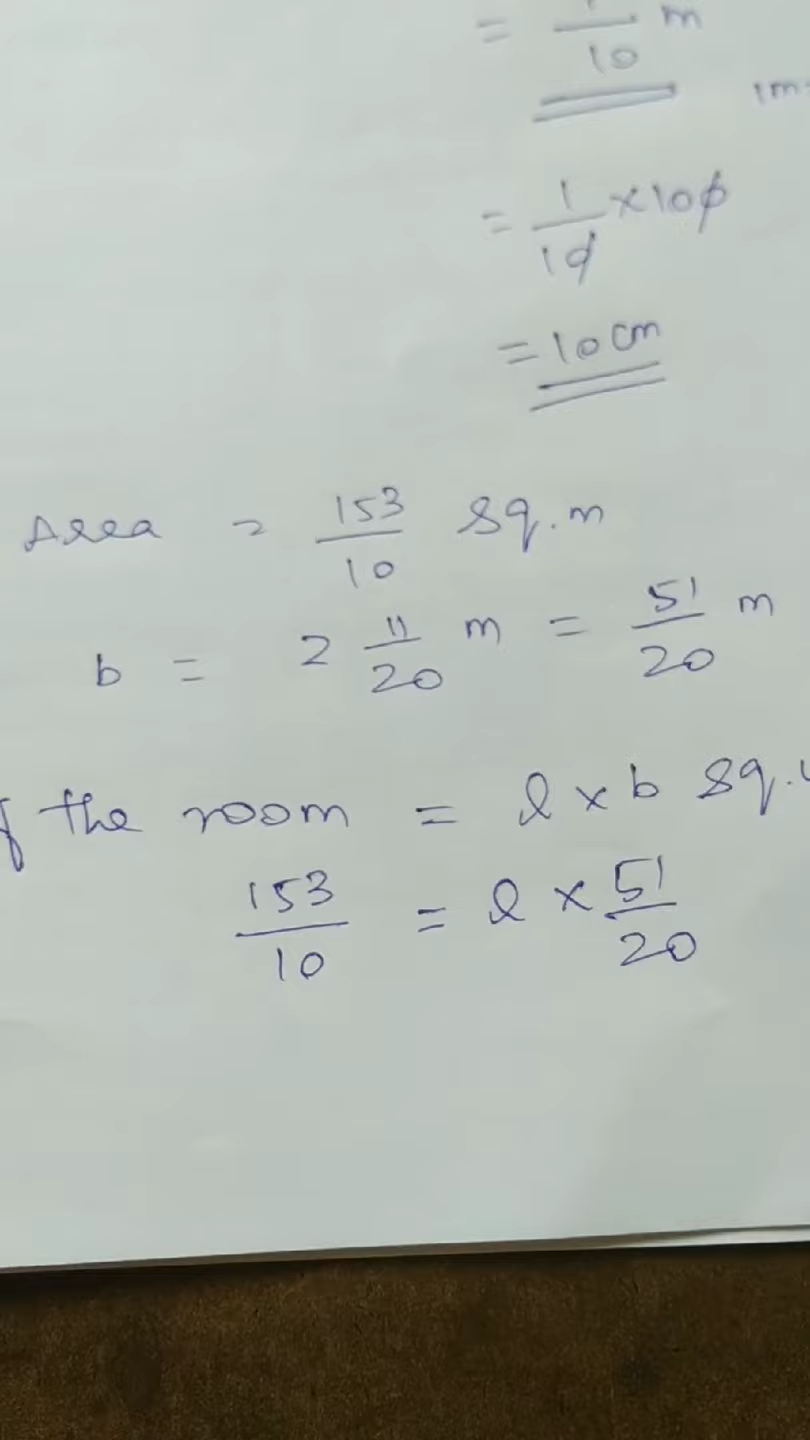 = 1/10 m
1m
= 1/10 × 100
= 10 cm
Area = 153/10 sq.m
b = 2 11/20 m = 51/20 m
the room = l × b sq.
153/10 = l × 51/20